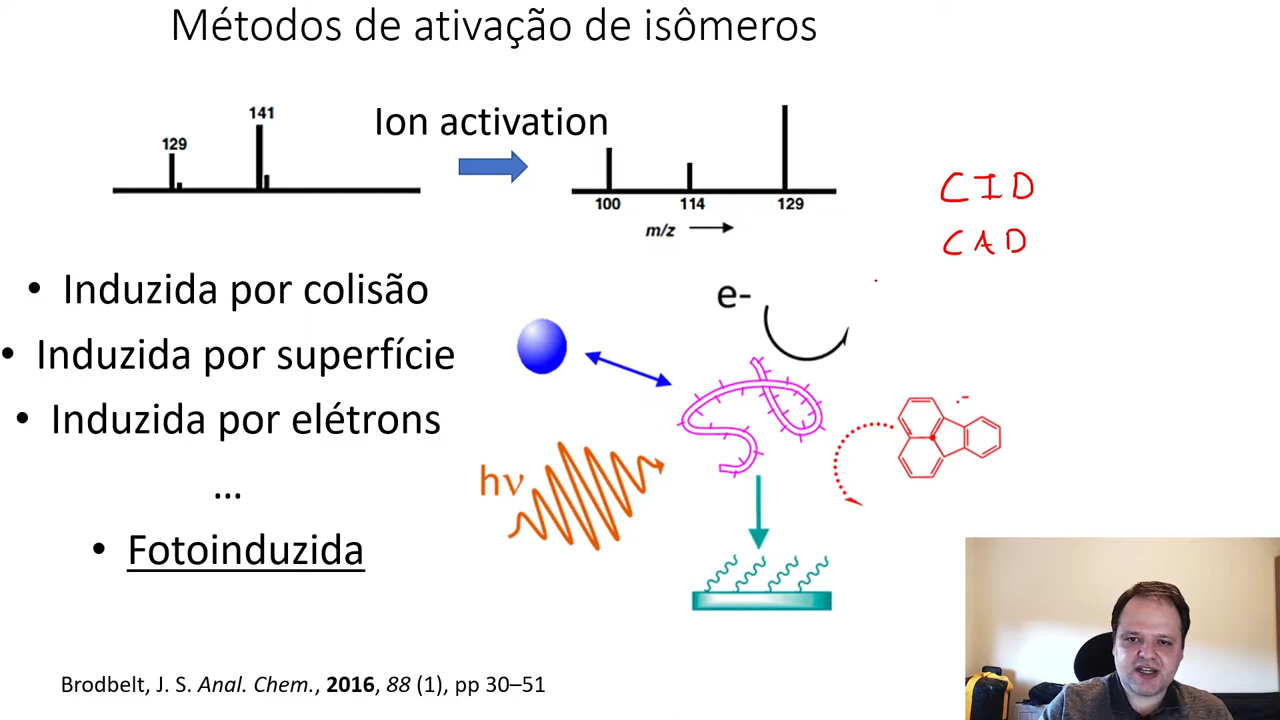 Métodos de ativação de isômeros
141
129
Ion activation
100 114 129
m/z
CID
CAD
• Induzida por colisão
• Induzida por superfície
• Induzida por elétrons
...
• Fotoinduzida
e-
hν
.-
Brodbelt, J. S. Anal. Chem., 2016, 88 (1), pp 30–51